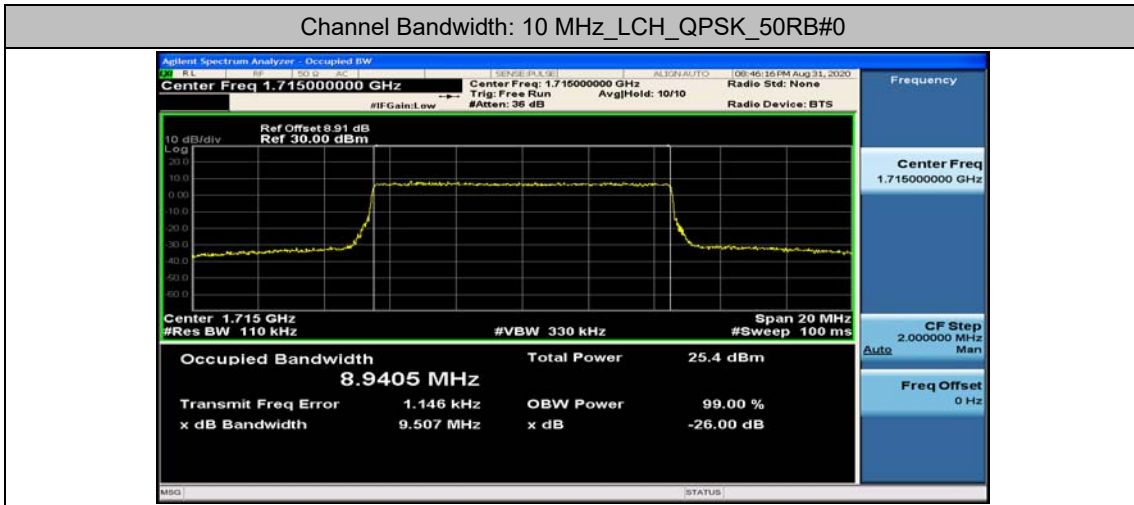 Channel Bandwidth: 10 MHz_LCH_QPSK_50RB#0
Agilent Spectrum Analyzer - Occupied BW
LXI RL RF 50 Ω AC SENSE:PULSE ALIGN AUTO 08:46:16 PM Aug 31, 2020
Center Freq 1.715000000 GHz
Center Freq: 1.715000000 GHz Radio Std: None
Trig: Free Run Avg|Hold: 10/10
#IFGain:Low #Atten: 36 dB Radio Device: BTS
Frequency
Ref Offset 8.91 dB
10 dB/div Ref 30.00 dBm
Log
20.0
10.0
0.00
-10.0
-20.0
-30.0
-40.0
-50.0
-60.0
Center Freq
1.715000000 GHz
Center 1.715 GHz Span 20 MHz
#Res BW 110 kHz #VBW 330 kHz #Sweep 100 ms
CF Step
2.000000 MHz
Auto Man
Occupied Bandwidth Total Power 25.4 dBm
8.9405 MHz
Transmit Freq Error 1.146 kHz OBW Power 99.00 %
x dB Bandwidth 9.507 MHz x dB -26.00 dB
Freq Offset
0 Hz
MSG STATUS